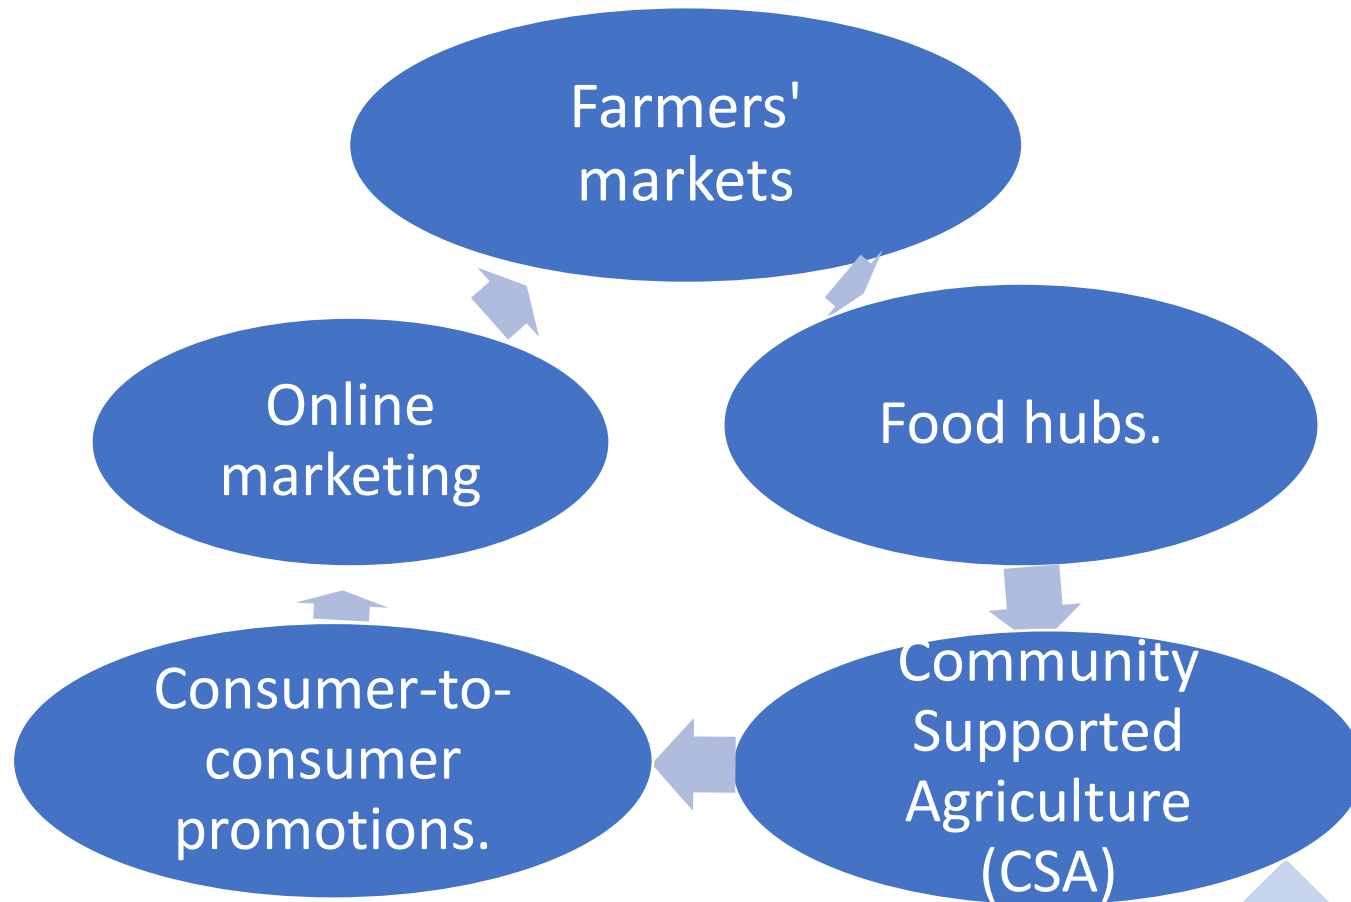 Farmers'
markets
Food hubs.
Community
Supported
Agriculture
(CSA)
Consumer-to-
consumer
promotions.
Online
marketing